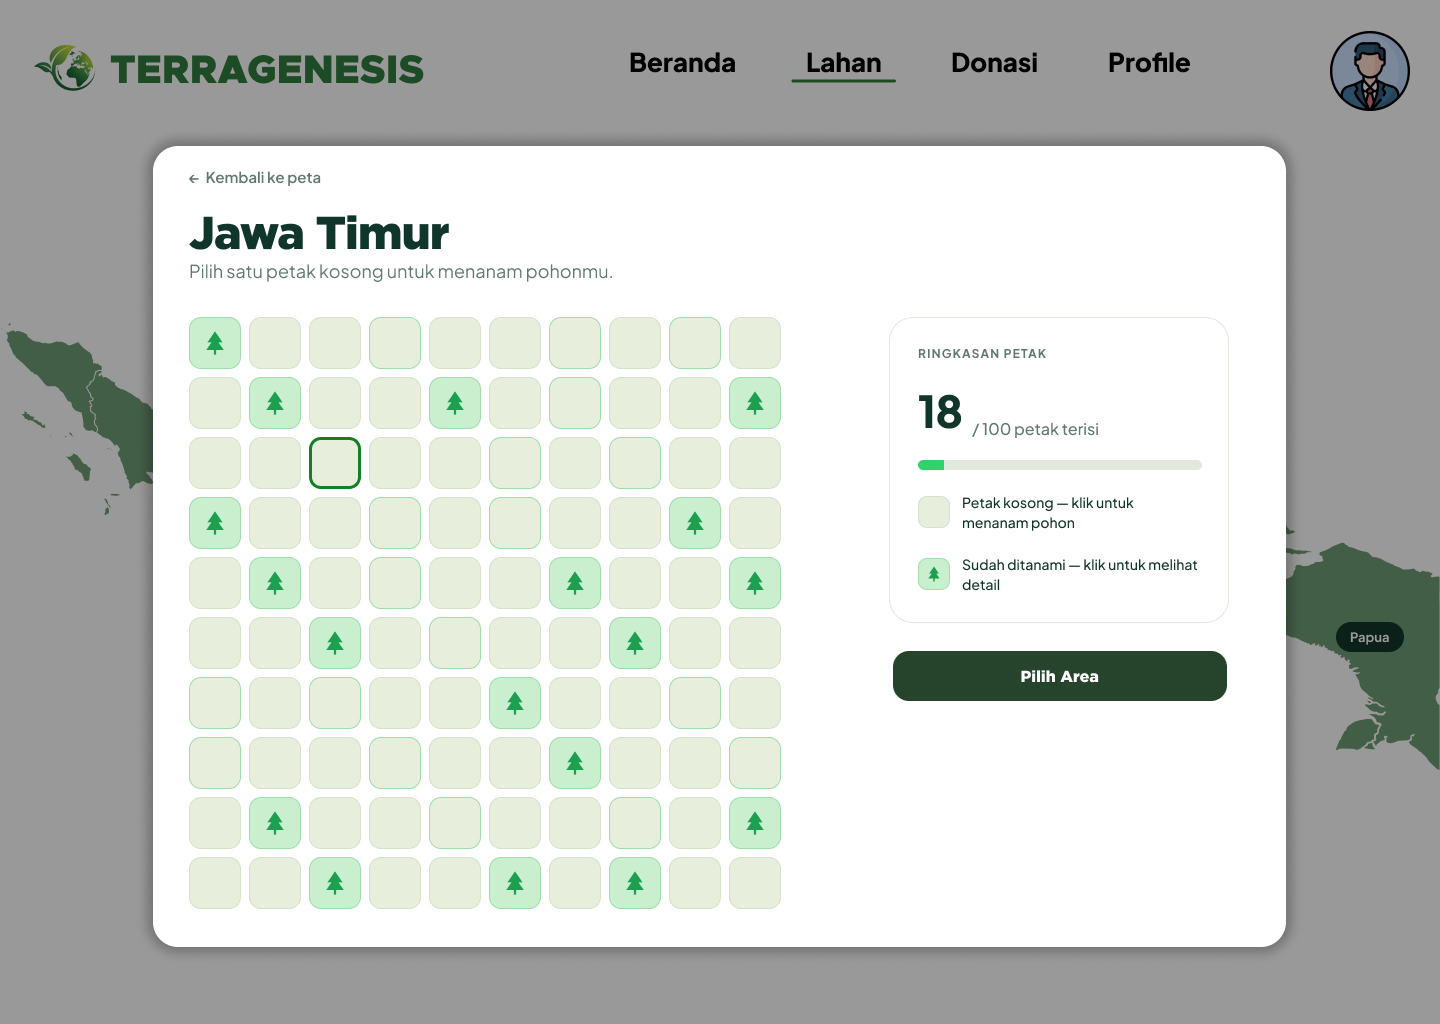 TERRAGENESIS
Beranda
Lahan
Donasi
Profile
← Kembali ke peta
Jawa Timur
Pilih satu petak kosong untuk menanam pohonmu.
RINGKASAN PETAK
18 / 100 petak terisi
Petak kosong — klik untuk
menanam pohon
Sudah ditanami — klik untuk melihat
detail
Pilih Area
Papua